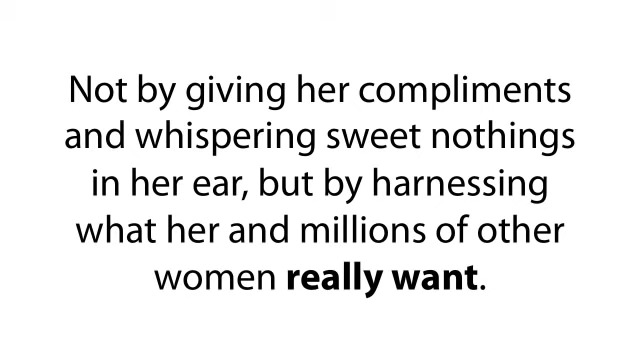 Not by giving her compliments
and whispering sweet nothings
in her ear, but by harnessing
what her and millions of other
women really want.